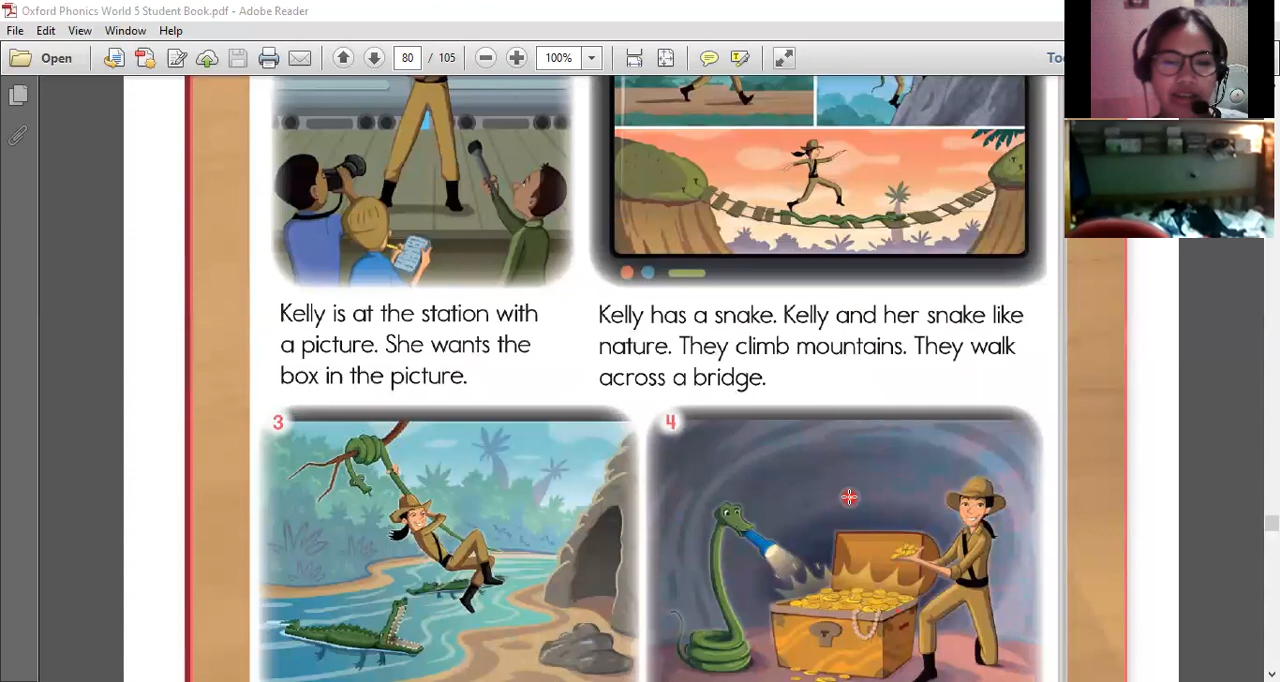 Oxford Phonics World 5 Student Book.pdf - Adobe Reader
File Edit View Window Help
Open 80 / 105 100%
Kelly is at the station with
a picture. She wants the
box in the picture.
Kelly has a snake. Kelly and her snake like
nature. They climb mountains. They walk
across a bridge.
3
4